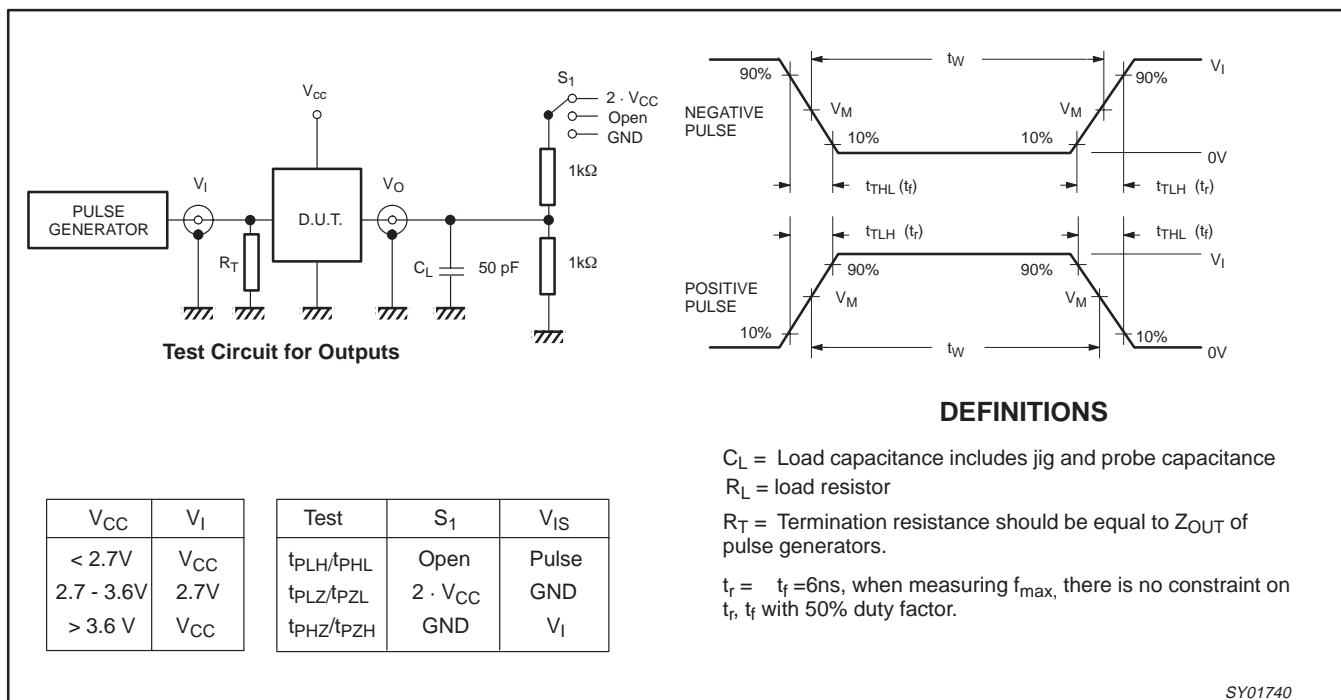 S1
Vcc
2 · VCC
Open
GND
1kΩ
VI
VO
PULSE
GENERATOR
D.U.T.
RT
CL
50 pF
1kΩ
Test Circuit for Outputs
tW
90%
90%
VI
NEGATIVE
PULSE
VM
VM
10%
10%
0V
tTHL (tf)
tTLH (tr)
tTLH (tr)
tTHL (tf)
VI
90%
90%
POSITIVE
PULSE
VM
VM
10%
10%
tW
0V
DEFINITIONS
CL = Load capacitance includes jig and probe capacitance
RL = load resistor
RT = Termination resistance should be equal to ZOUT of
pulse generators.
tr = tf =6ns, when measuring fmax, there is no constraint on
tr, tf with 50% duty factor.
VCC VI
< 2.7V VCC
2.7 - 3.6V 2.7V
> 3.6 V VCC
Test S1 VIS
tPLH/tPHL Open Pulse
tPLZ/tPZL 2 · VCC GND
tPHZ/tPZH GND VI
SY01740